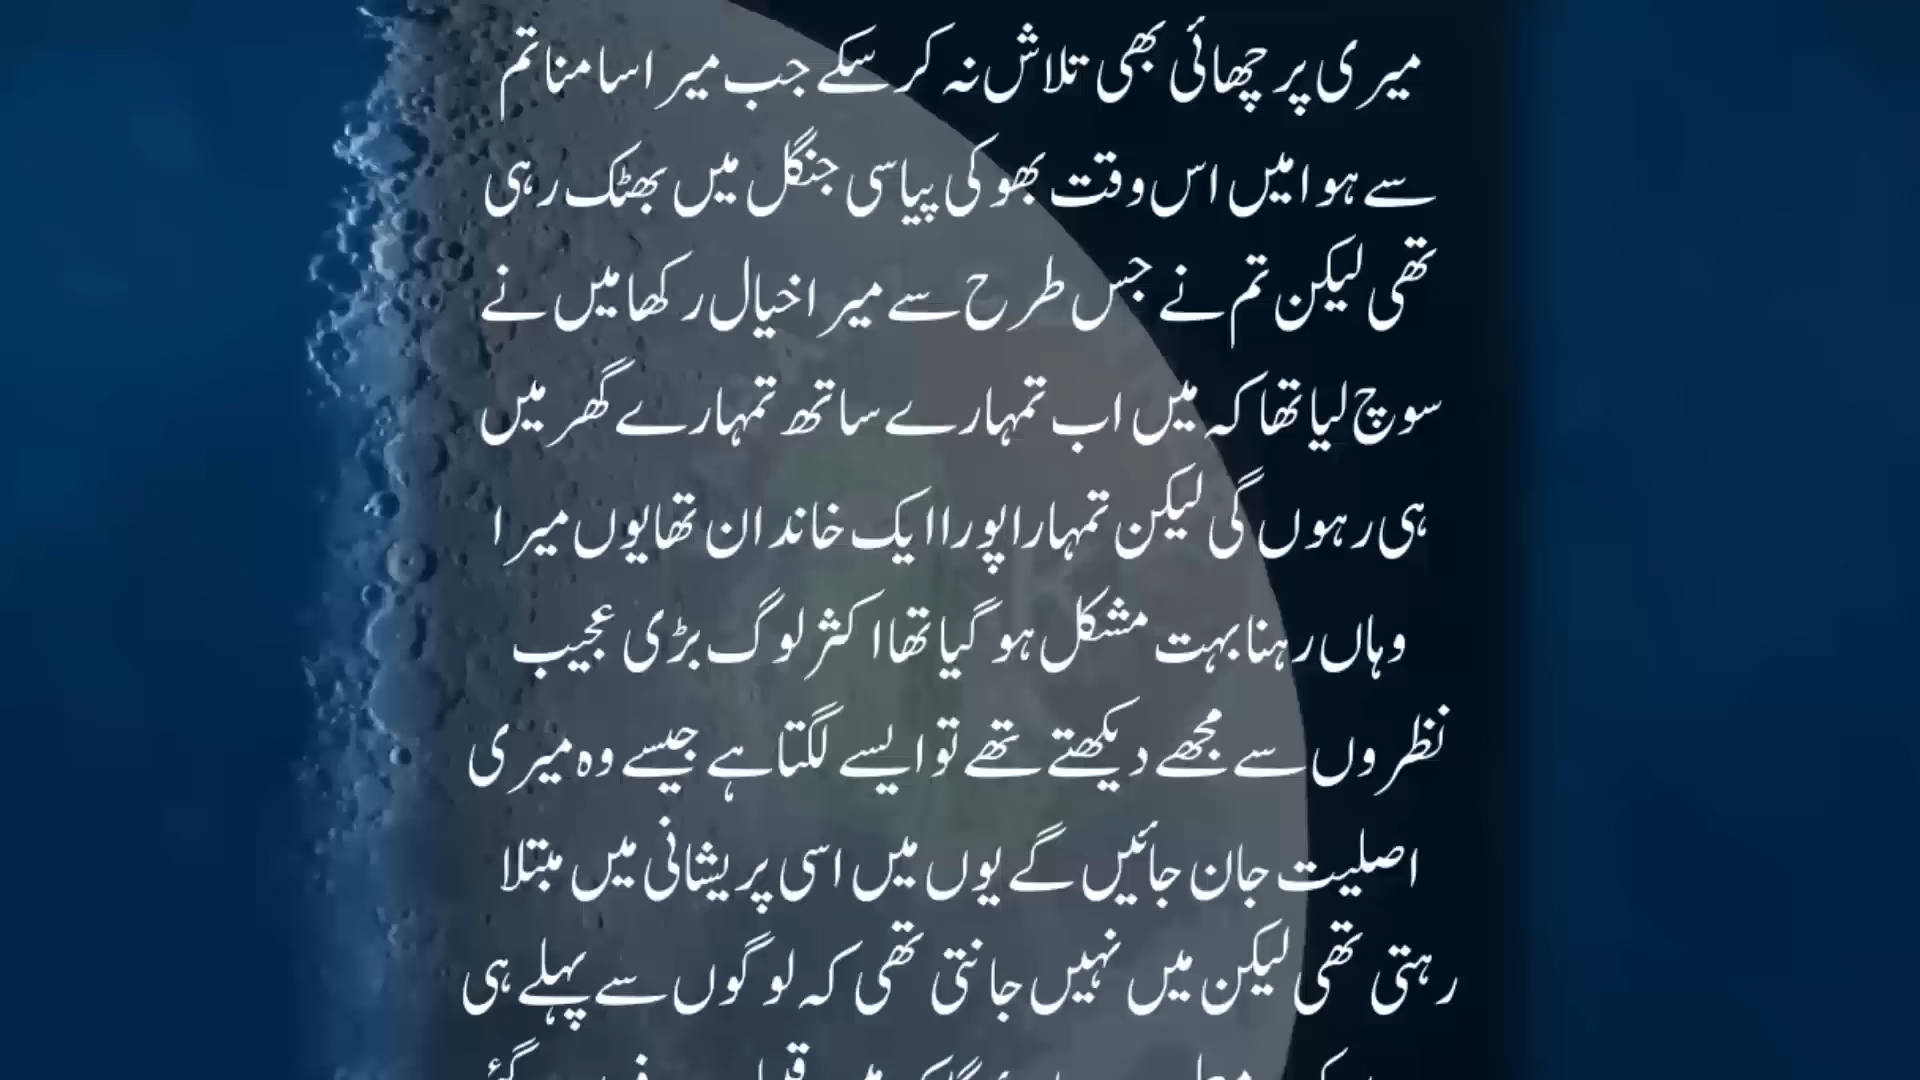 میری پرچھائی بھی تلاش نہ کر سکے جب میرا سامنا تم
سے ہوا میں اس وقت بھوکی پیاسی جنگل میں بھٹک رہی
تھی لیکن تم نے جس طرح سے میرا خیال رکھا میں نے
سوچ لیا تھا کہ میں اب تمہارے ساتھ تمہارے گھر میں
ہی رہوں گی لیکن تمہارا پورا ایک خاندان تھا یوں میرا
وہاں رہنا بہت مشکل ہو گیا تھا اکثر لوگ بڑی عجیب
نظروں سے مجھے دیکھتے تھے تو ایسے لگتا ہے جیسے وہ میری
اصلیت جان جائیں گے یوں میں اسی پریشانی میں مبتلا
رہتی تھی لیکن میں نہیں جانتی تھی کہ لوگوں سے پہلے ہی